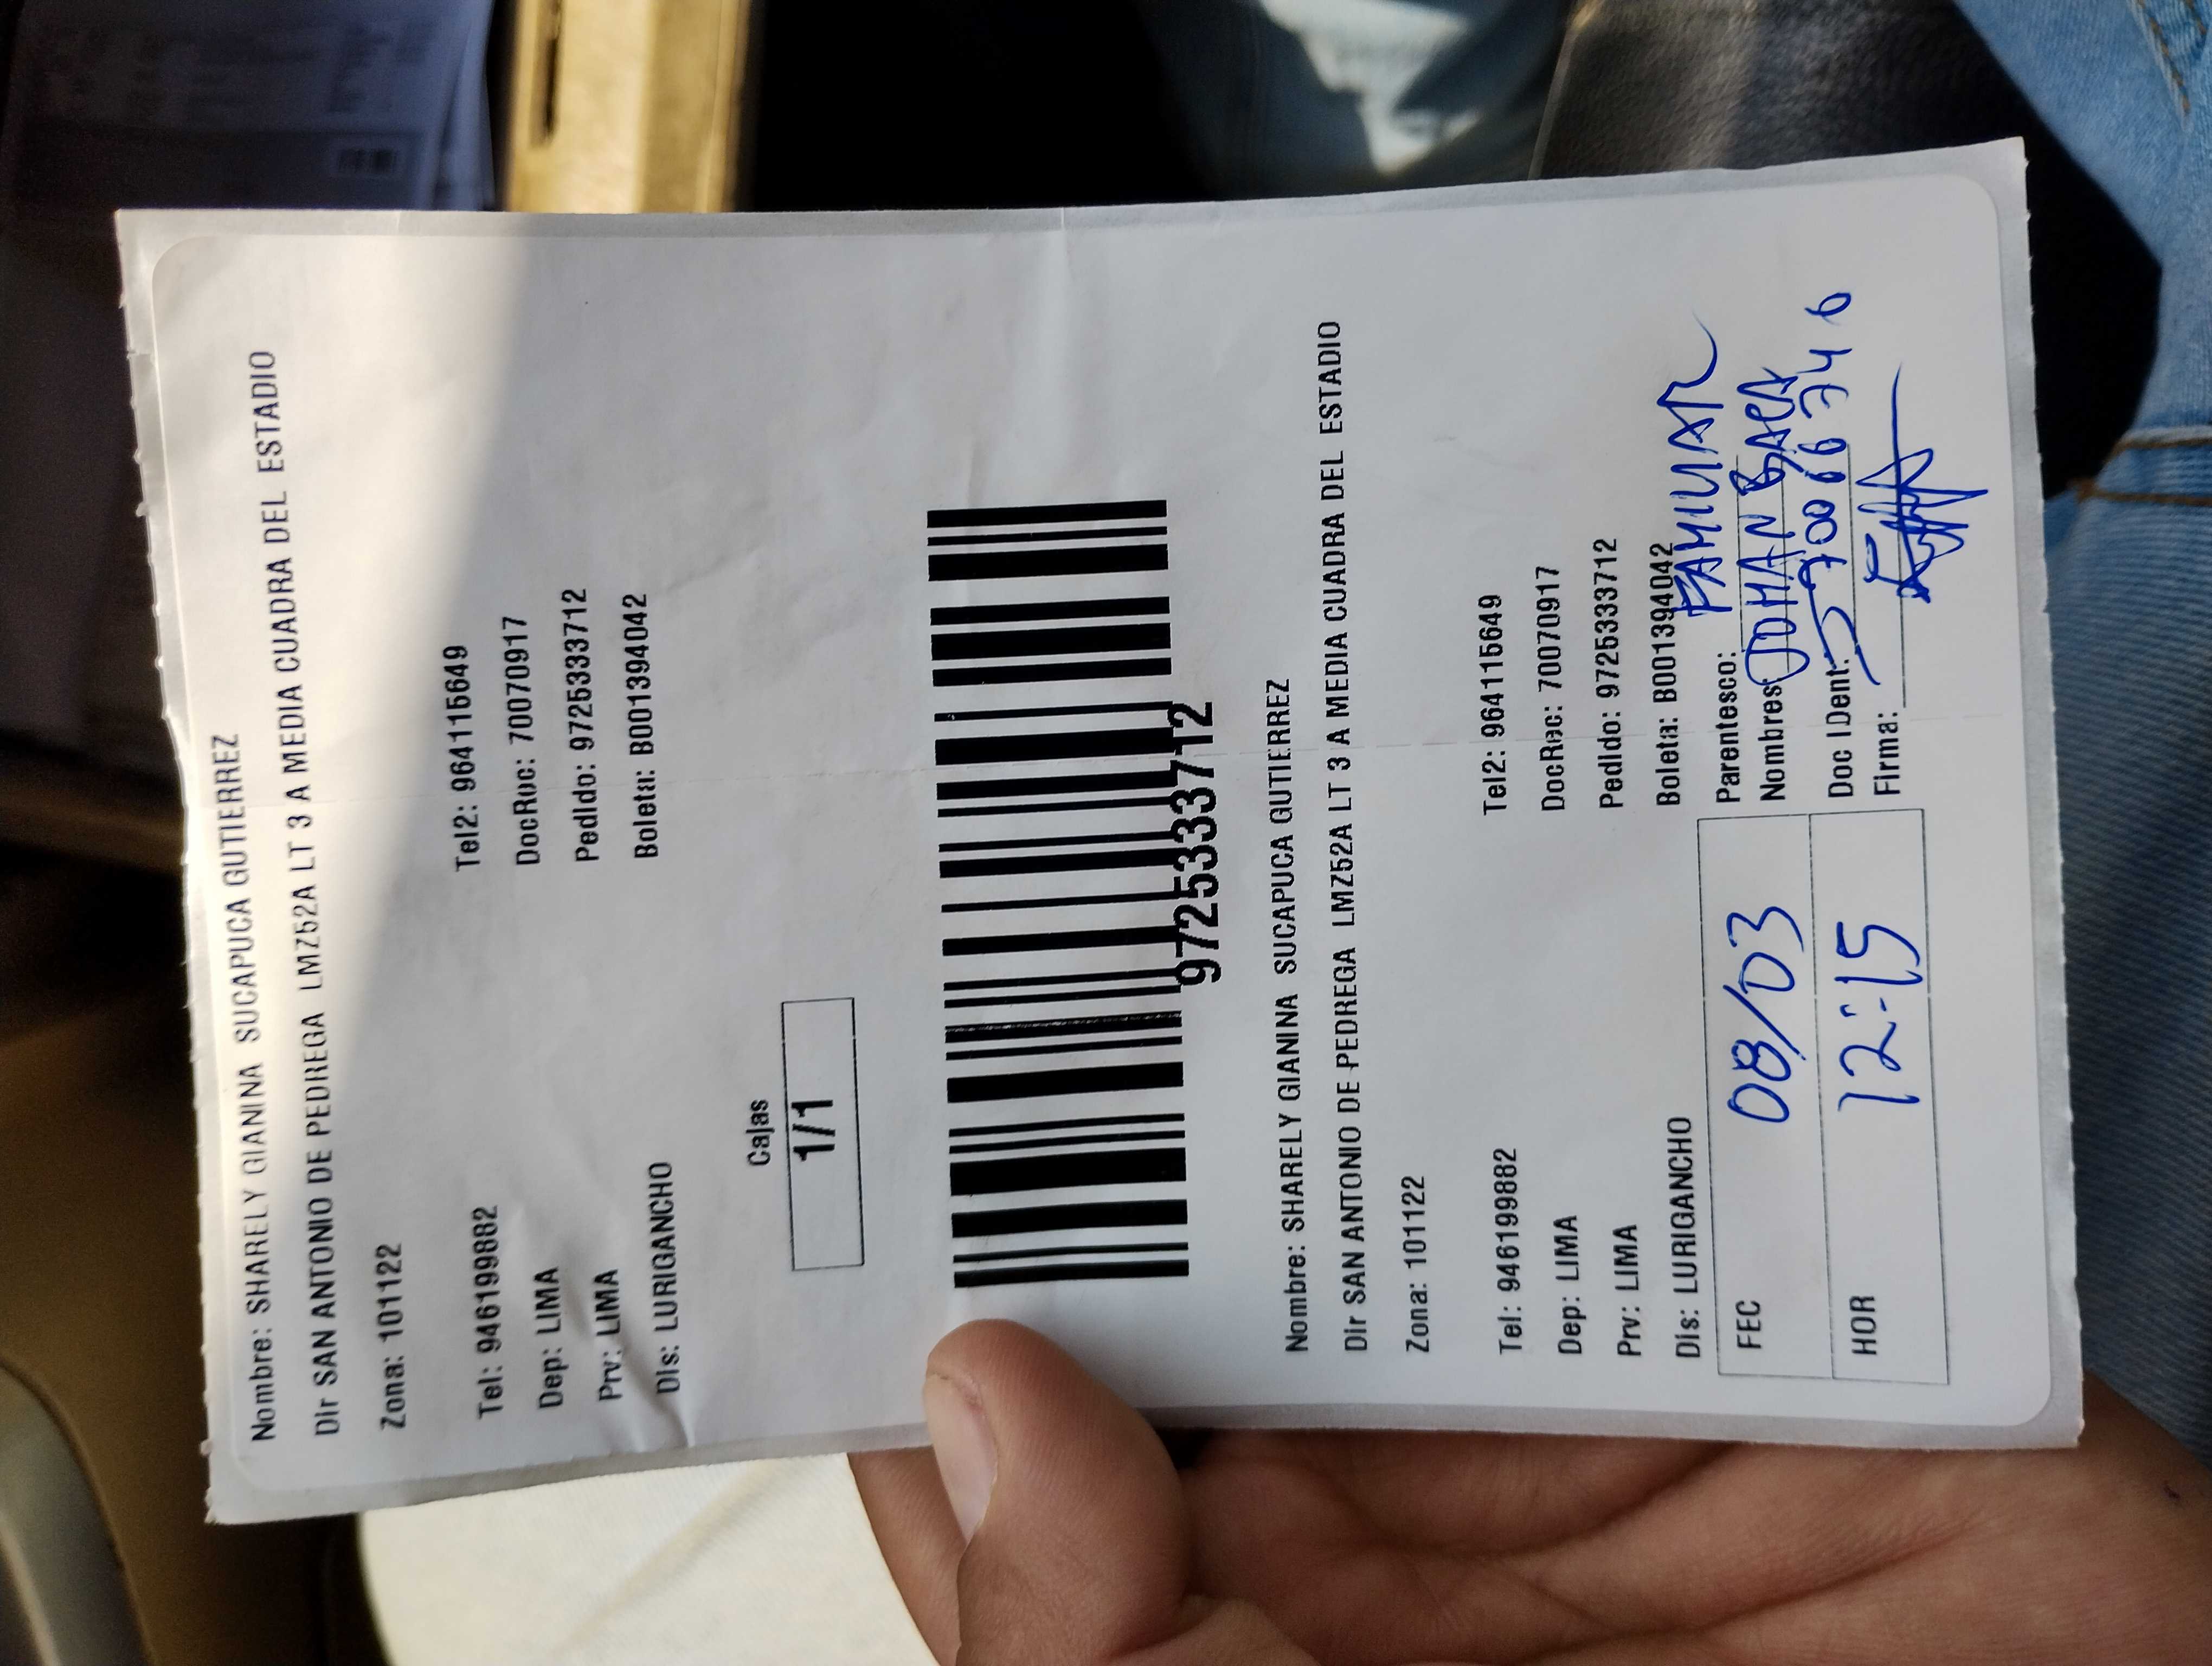 Nombre: SHARELY GIANINA SUCAPUCA GUTIERREZ
Dir SAN ANTONIO DE PEDREGA LMZ52A LT 3 A MEDIA CUADRA DEL ESTADIO
Zona: 101122
Tel: 946199882 Tel2: 964115649
Dep: LIMA DocRec: 70070917
Prv: LIMA Pedido: 9725333712
Dis: LURIGANCHO Boleta: B001394042
Cajas
1/1
9725333712
Nombre: SHARELY GIANINA SUCAPUCA GUTIERREZ
Dir SAN ANTONIO DE PEDREGA LMZ52A LT 3 A MEDIA CUADRA DEL ESTADIO
Zona: 101122
Tel: 946199882 Tel2: 964115649
Dep: LIMA DocRec: 70070917
Prv: LIMA Pedido: 9725333712
Dis: LURIGANCHO Boleta: B001394042
FEC 08/03
HOR 12:15
Parentesco: FAMILIAR
Nombres:
Doc IDent:
Firma: